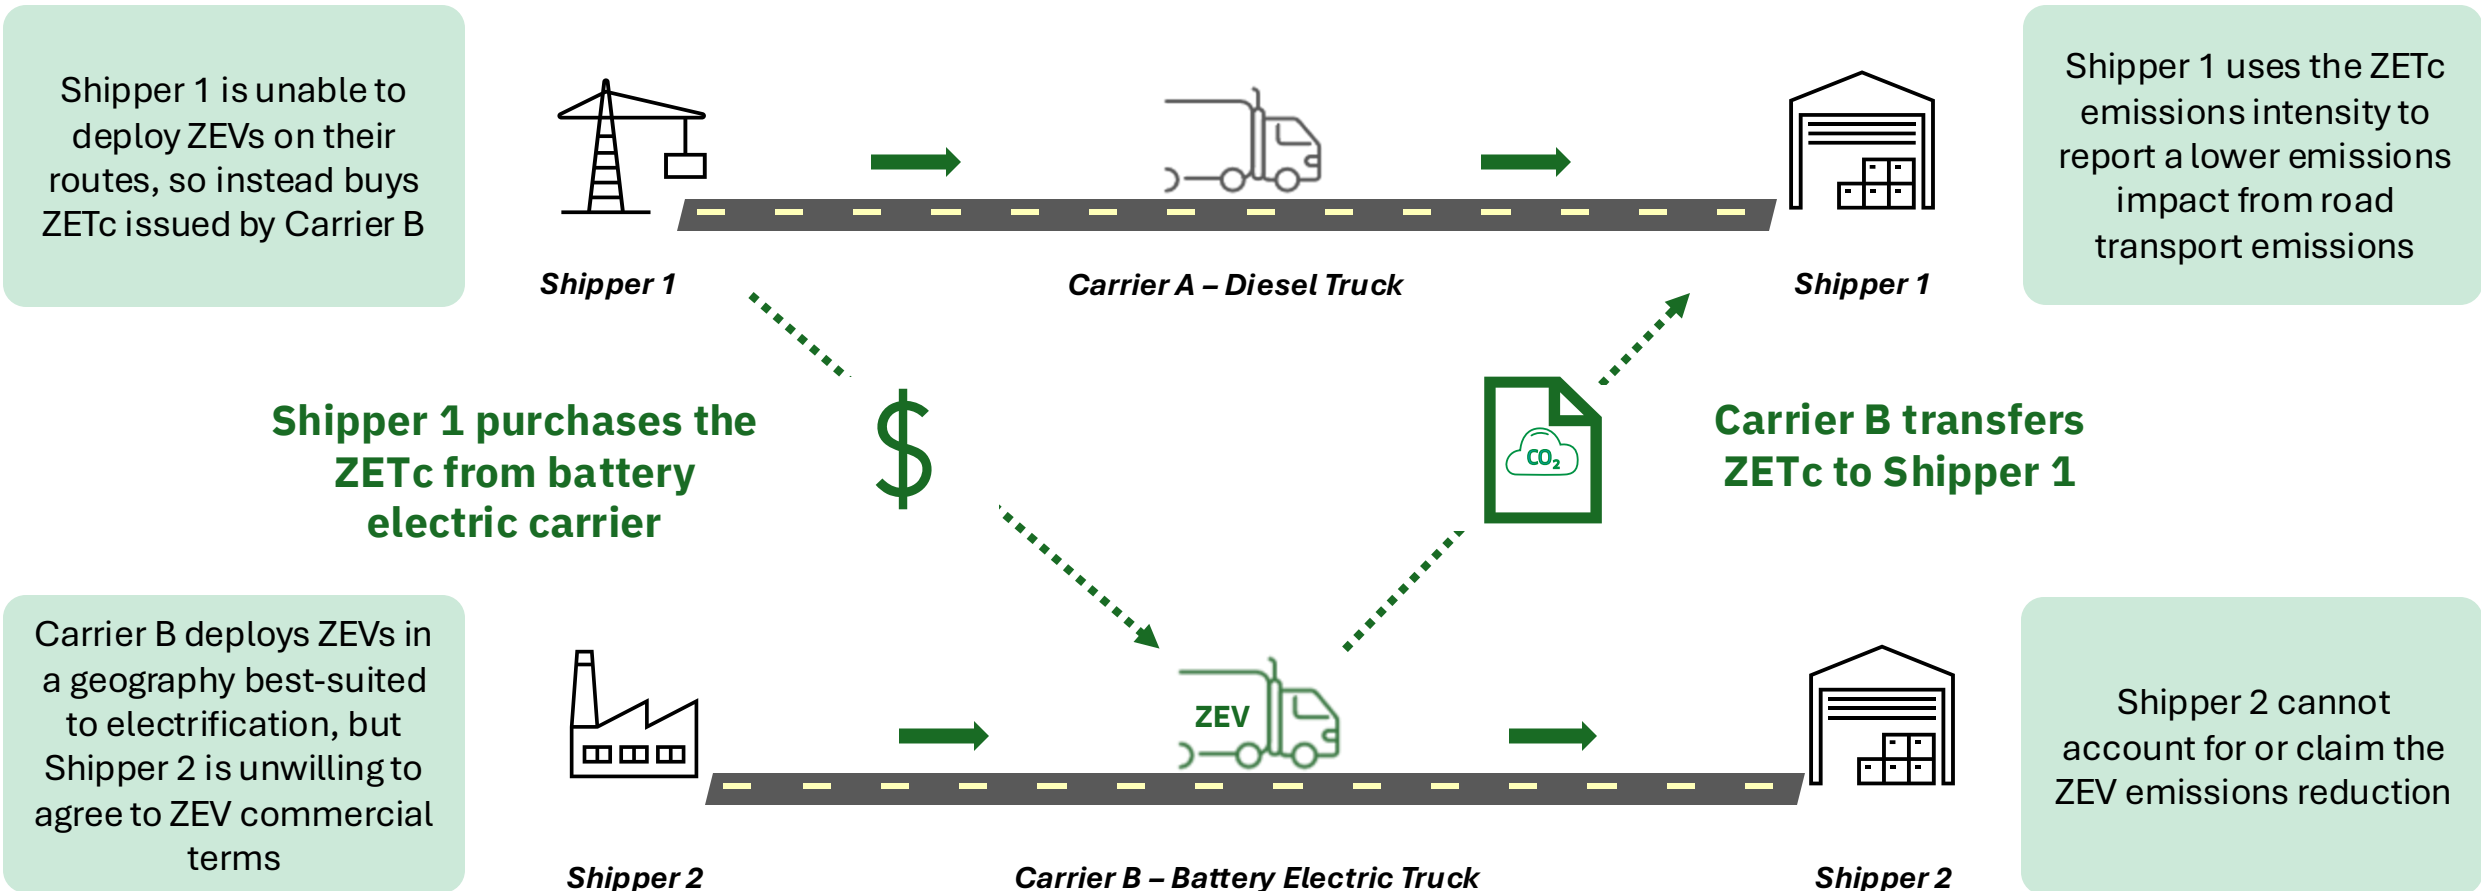 Shipper 1 is unable to
deploy ZEVs on their
routes, so instead buys
ZETc issued by Carrier B
Shipper 1 uses the ZETc
emissions intensity to
report a lower emissions
impact from road
transport emissions
Shipper 1
Carrier A – Diesel Truck
Shipper 1
Shipper 1 purchases the
ZETc from battery
electric carrier
$
CO₂
Carrier B transfers
ZETc to Shipper 1
Carrier B deploys ZEVs in
a geography best-suited
to electrification, but
Shipper 2 is unwilling to
agree to ZEV commercial
terms
ZEV
Shipper 2 cannot
account for or claim the
ZEV emissions reduction
Shipper 2
Carrier B – Battery Electric Truck
Shipper 2